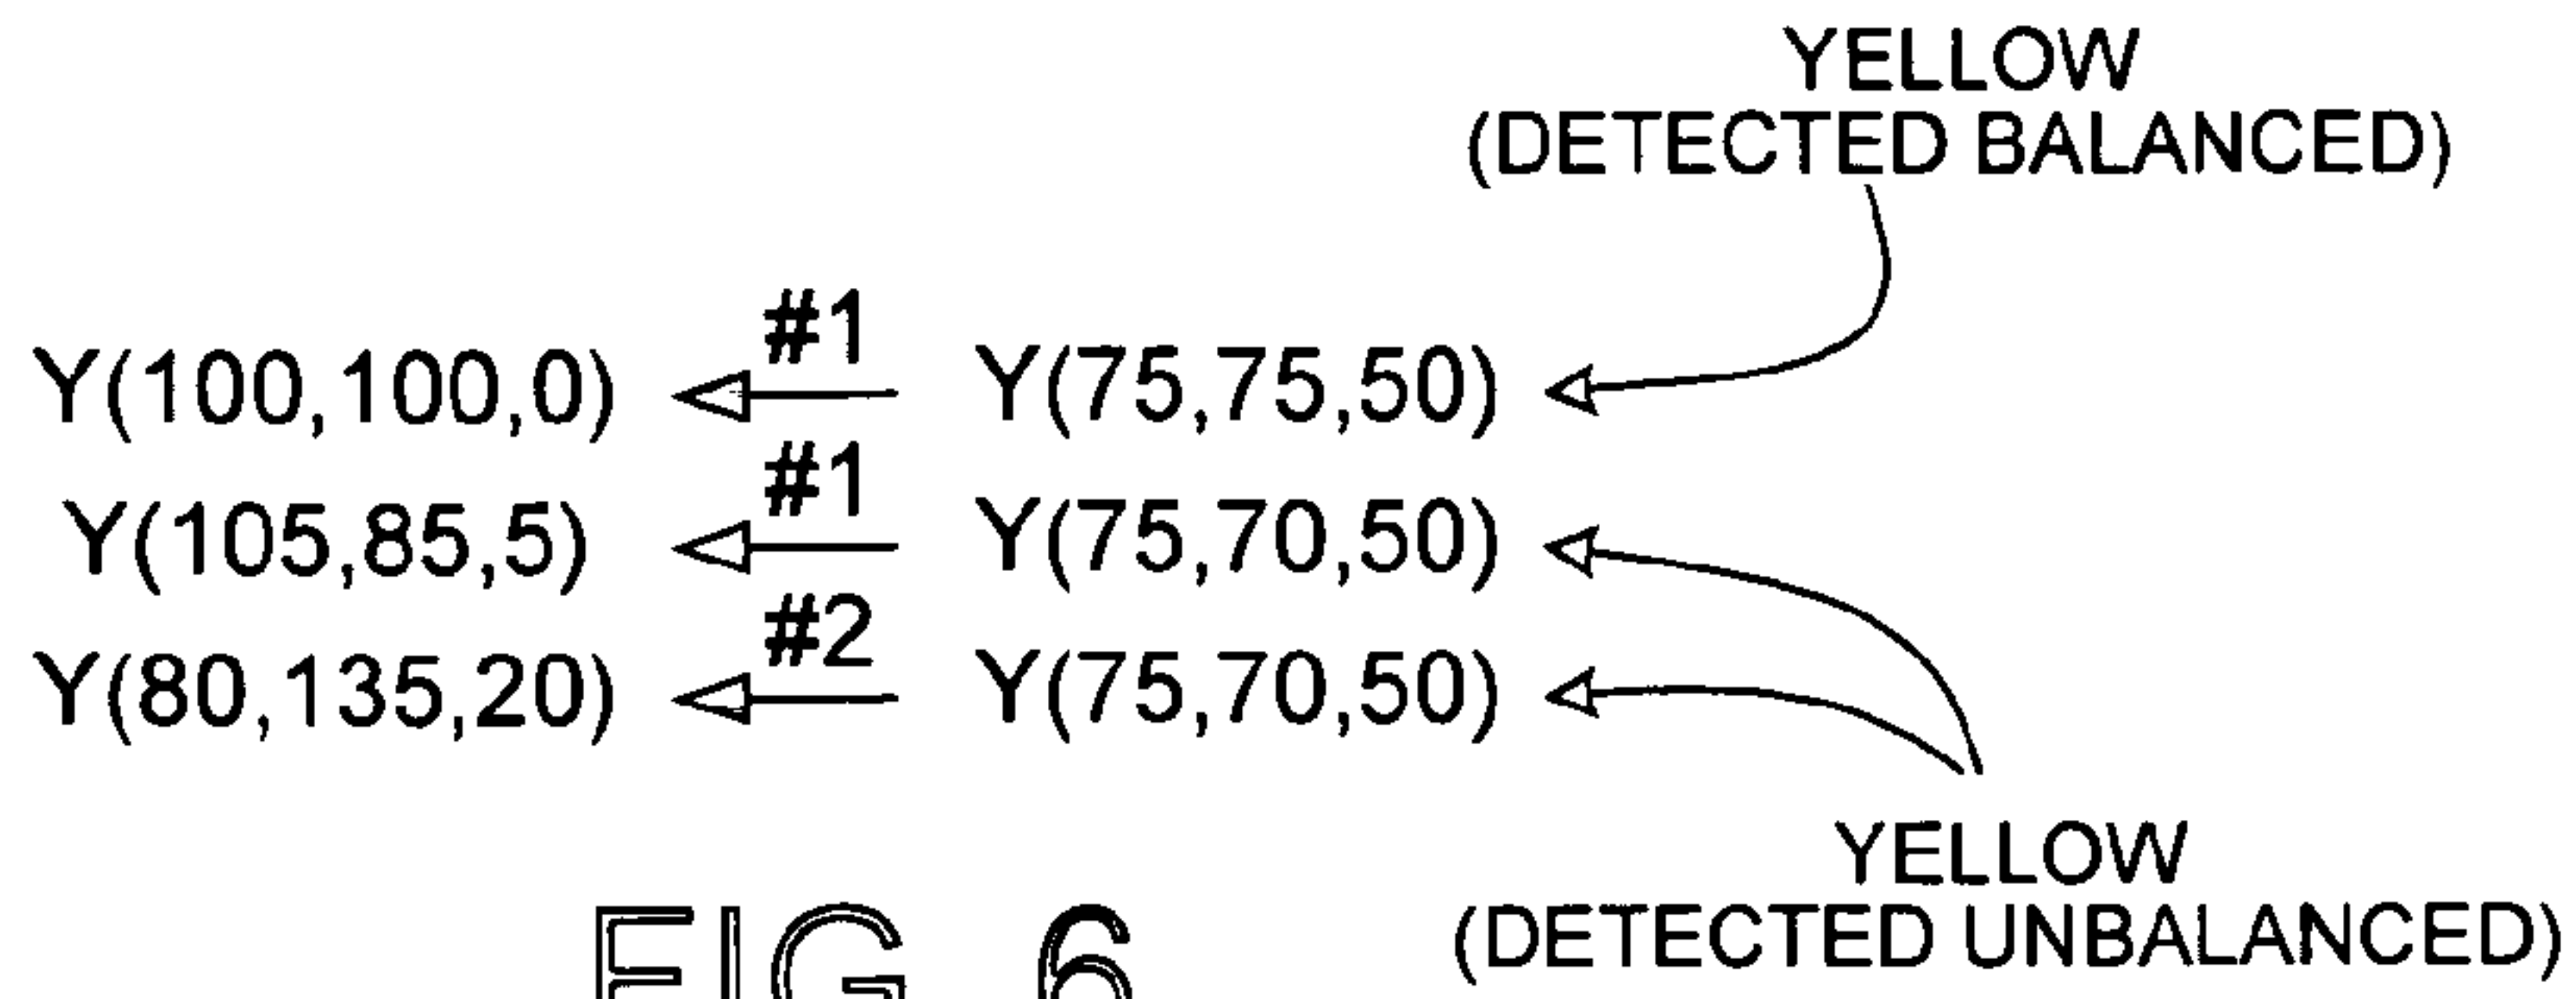 YELLOW
(DETECTED BALANCED)
#1
Y(100,100,0) Y(75,75,50)
#1
Y(105,85,5) Y(75,70,50)
#2
Y(80,135,20) Y(75,70,50)
YELLOW
(DETECTED UNBALANCED)
FIG 6